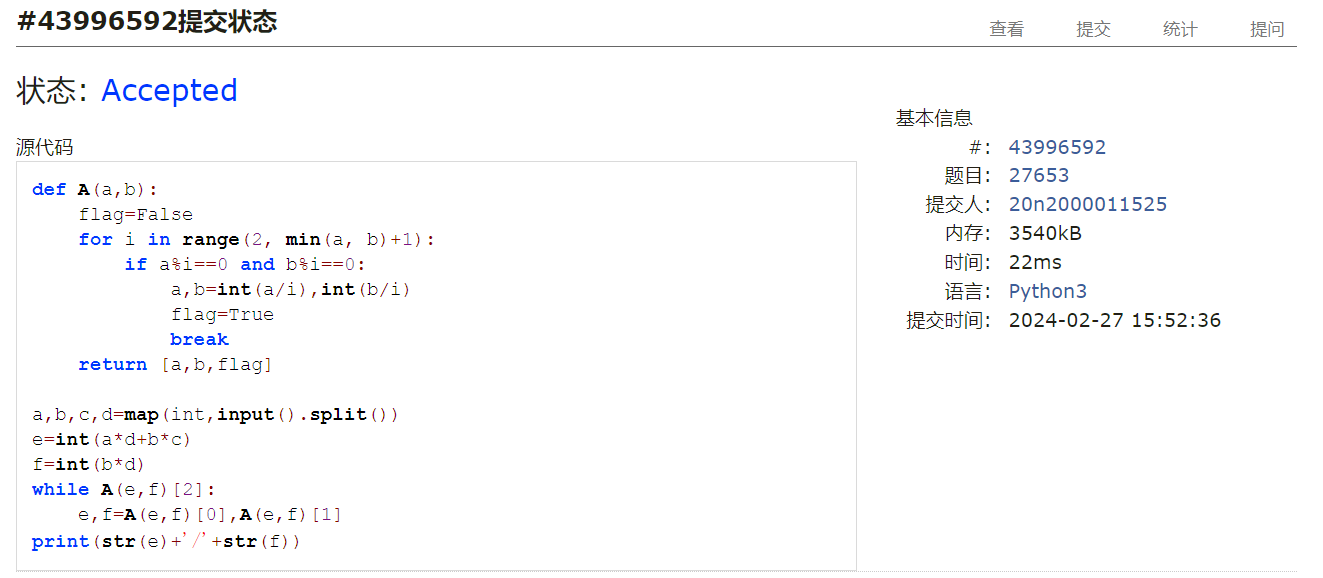 #43996592提交状态
查看 提交 统计 提问
状态: Accepted
源代码
def A(a,b):
    flag=False
    for i in range(2, min(a, b)+1):
        if a%i==0 and b%i==0:
            a,b=int(a/i),int(b/i)
            flag=True
            break
    return [a,b,flag]

a,b,c,d=map(int,input().split())
e=int(a*d+b*c)
f=int(b*d)
while A(e,f)[2]:
    e,f=A(e,f)[0],A(e,f)[1]
print(str(e)+'/'+str(f))
基本信息
#: 43996592
题目: 27653
提交人: 20n2000011525
内存: 3540kB
时间: 22ms
语言: Python3
提交时间: 2024-02-27 15:52:36